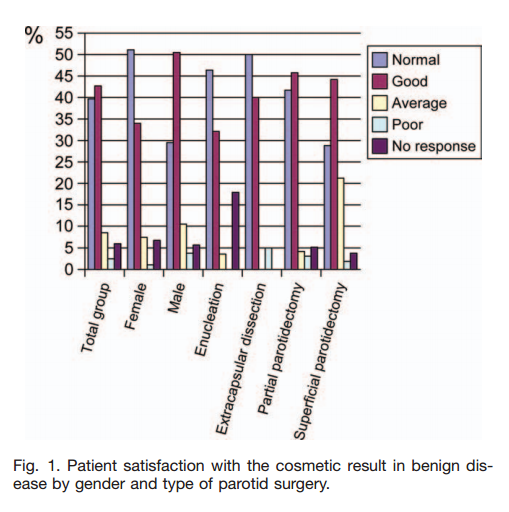 %
55
50
45
40
35
30
25
20
15
10
5
0
Normal
Good
Average
Poor
No response
Total group
Female
Male
Enucleation
Extracapsular dissection
Partial parotidectomy
Superficial parotidectomy
Fig. 1. Patient satisfaction with the cosmetic result in benign dis-
ease by gender and type of parotid surgery.